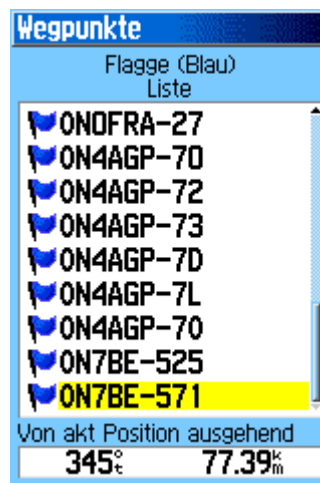 Wegpunkte
Flagge (Blau)
Liste
ON0FRA-27
ON4AGP-70
ON4AGP-72
ON4AGP-73
ON4AGP-7D
ON4AGP-7L
ON4AGP-7O
ON7BE-525
ON7BE-571
Von akt Position ausgehend
345°t 77.39km